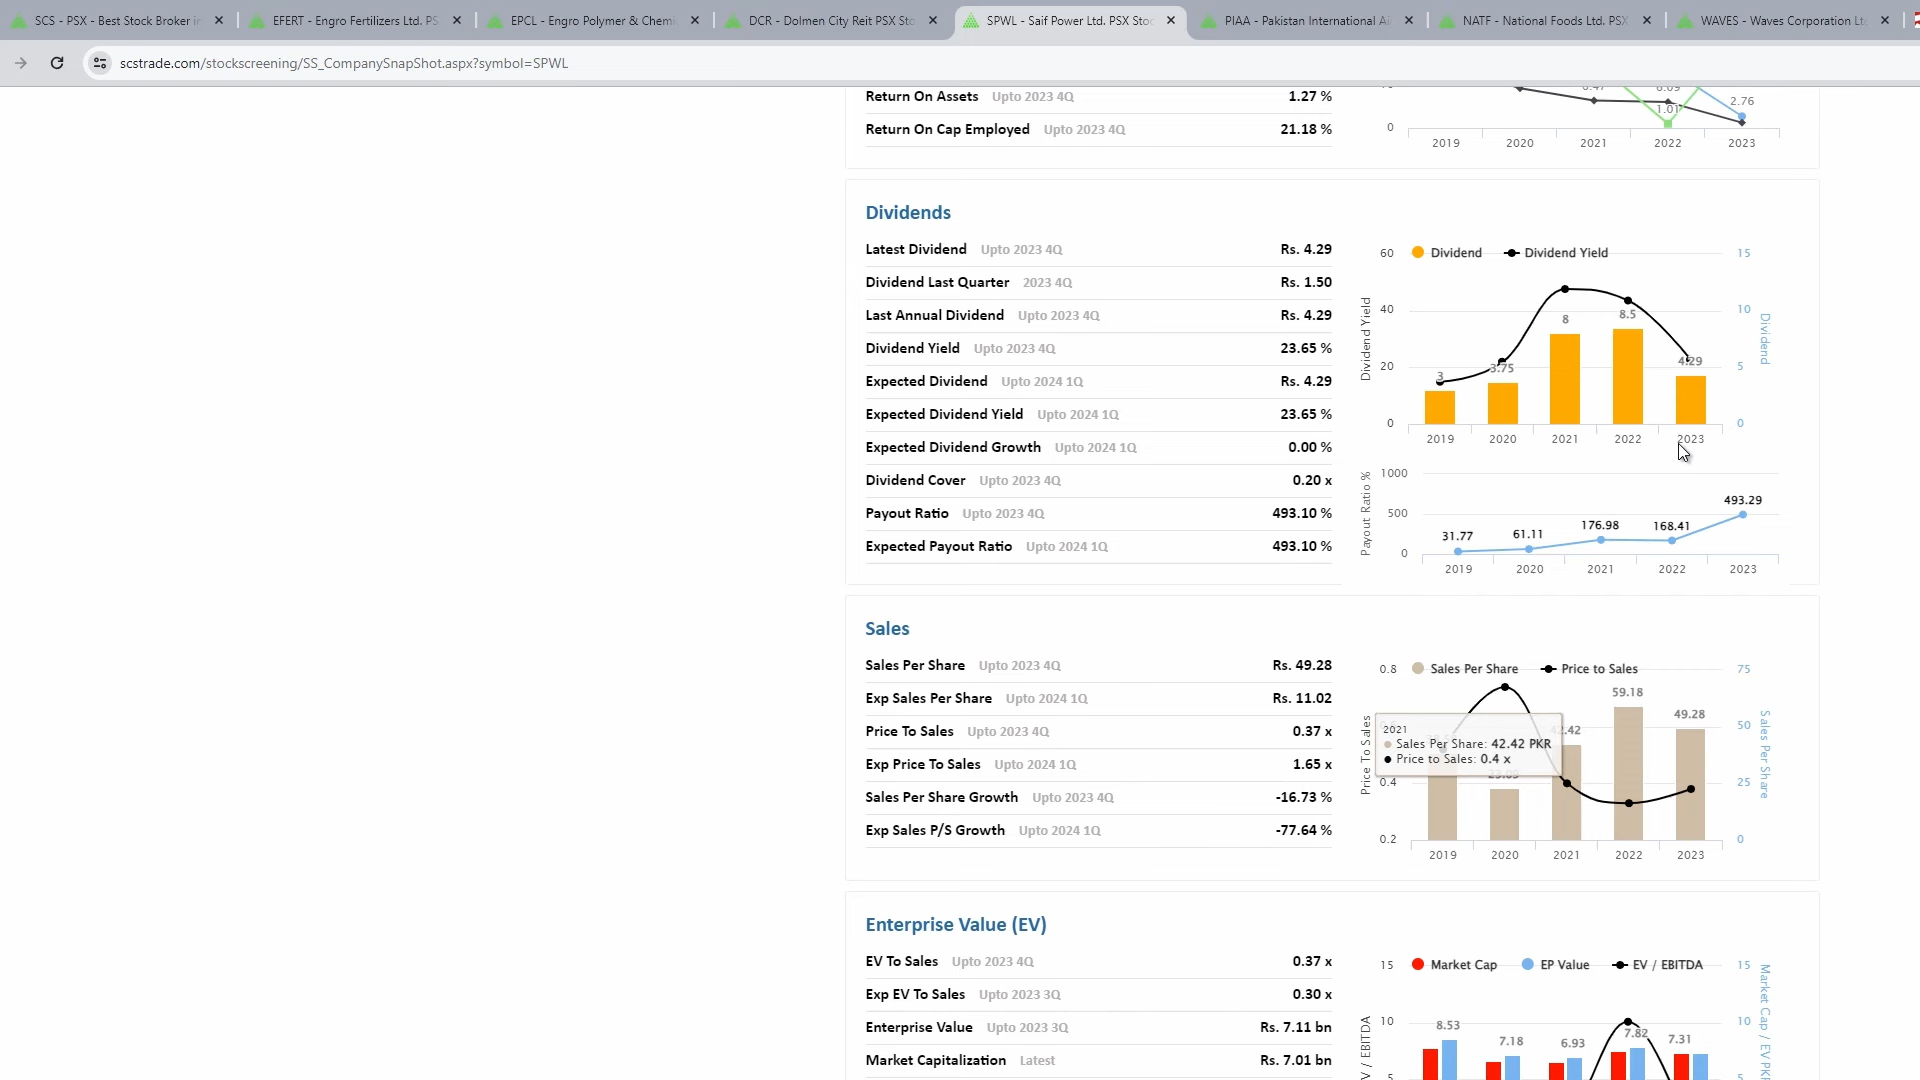 SCS - PSX - Best Stock Broker in
EFERT - Engro Fertilizers Ltd. PS
EPCL - Engro Polymer & Chemi
DCR - Dolmen City Reit PSX Sto
SPWL - Saif Power Ltd. PSX Stoc
PIAA - Pakistan International Ai
NATF - National Foods Ltd. PSX
WAVES - Waves Corporation Lt
scstrade.com/stockscreening/SS_CompanySnapShot.aspx?symbol=SPWL
Return On Assets Upto 2023 4Q 1.27 %
Return On Cap Employed Upto 2023 4Q 21.18 %
1.01 2.76
0
2019 2020 2021 2022 2023
Dividends
Latest Dividend Upto 2023 4Q Rs. 4.29
Dividend Last Quarter 2023 4Q Rs. 1.50
Last Annual Dividend Upto 2023 4Q Rs. 4.29
Dividend Yield Upto 2023 4Q 23.65 %
Expected Dividend Upto 2024 1Q Rs. 4.29
Expected Dividend Yield Upto 2024 1Q 23.65 %
Expected Dividend Growth Upto 2024 1Q 0.00 %
Dividend Cover Upto 2023 4Q 0.20 x
Payout Ratio Upto 2023 4Q 493.10 %
Expected Payout Ratio Upto 2024 1Q 493.10 %
Dividend Dividend Yield
60 40 20 0
Dividend Yield
15 10 5 0
Dividend
3 3.75 8 8.5 4.29
2019 2020 2021 2022 2023
Payout Ratio %
1000 500 0
31.77 61.11 176.98 168.41 493.29
2019 2020 2021 2022 2023
Sales
Sales Per Share Upto 2023 4Q Rs. 49.28
Exp Sales Per Share Upto 2024 1Q Rs. 11.02
Price To Sales Upto 2023 4Q 0.37 x
Exp Price To Sales Upto 2024 1Q 1.65 x
Sales Per Share Growth Upto 2023 4Q -16.73 %
Exp Sales P/S Growth Upto 2024 1Q -77.64 %
Sales Per Share Price to Sales
0.8 0.4 0.2
Price To Sales
75 50 25 0
Sales Per Share
59.18 49.28
2021
Sales Per Share: 42.42 PKR
Price to Sales: 0.4 x
2019 2020 2021 2022 2023
Enterprise Value (EV)
EV To Sales Upto 2023 4Q 0.37 x
Exp EV To Sales Upto 2023 3Q 0.30 x
Enterprise Value Upto 2023 3Q Rs. 7.11 bn
Market Capitalization Latest Rs. 7.01 bn
Market Cap EP Value EV / EBITDA
15 10
15 10
8.53 7.18 6.93 7.82 7.31